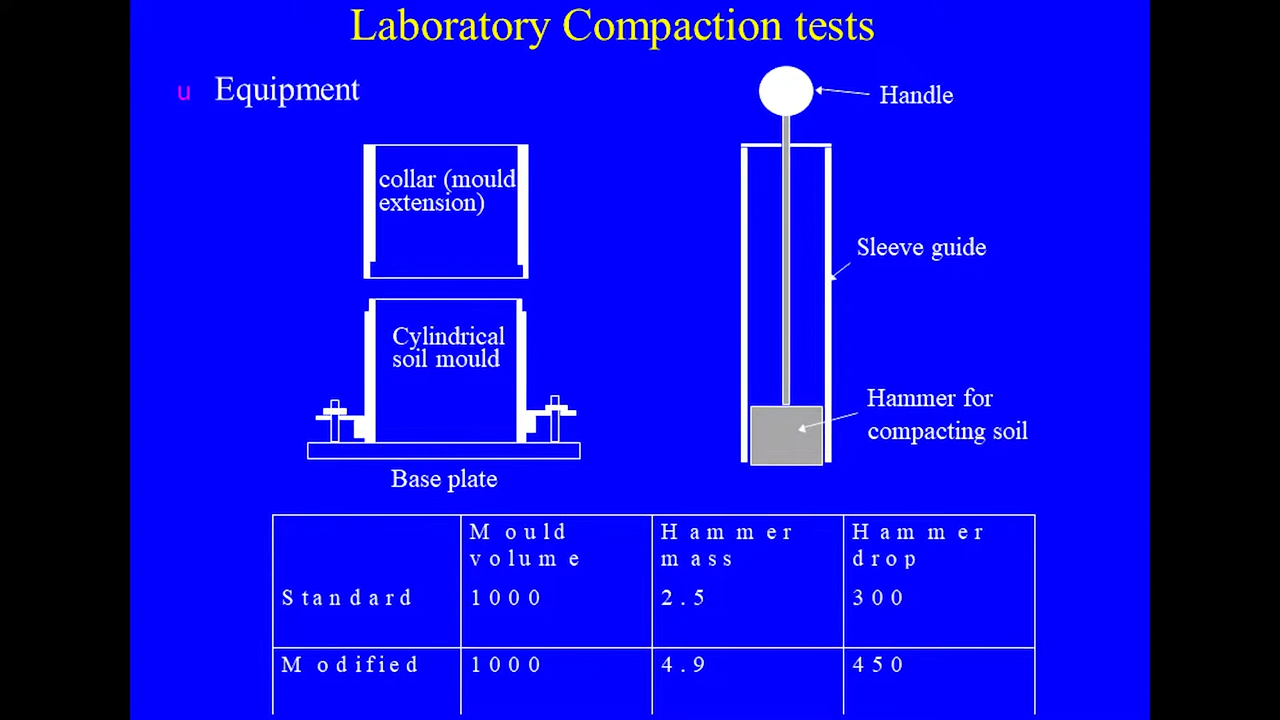 Laboratory Compaction tests
u Equipment
Handle
collar (mould
extension)
Sleeve guide
Cylindrical
soil mould
Hammer for
compacting soil
Base plate
Mould volume Hammer mass Hammer drop
Standard 1000 2.5 300
Modified 1000 4.9 450